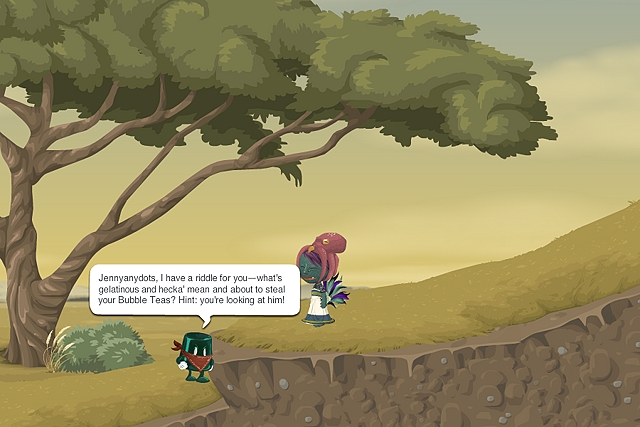 Jennyanydots, I have a riddle for you—what's
gelatinous and hecka' mean and about to steal
your Bubble Teas? Hint: you're looking at him!